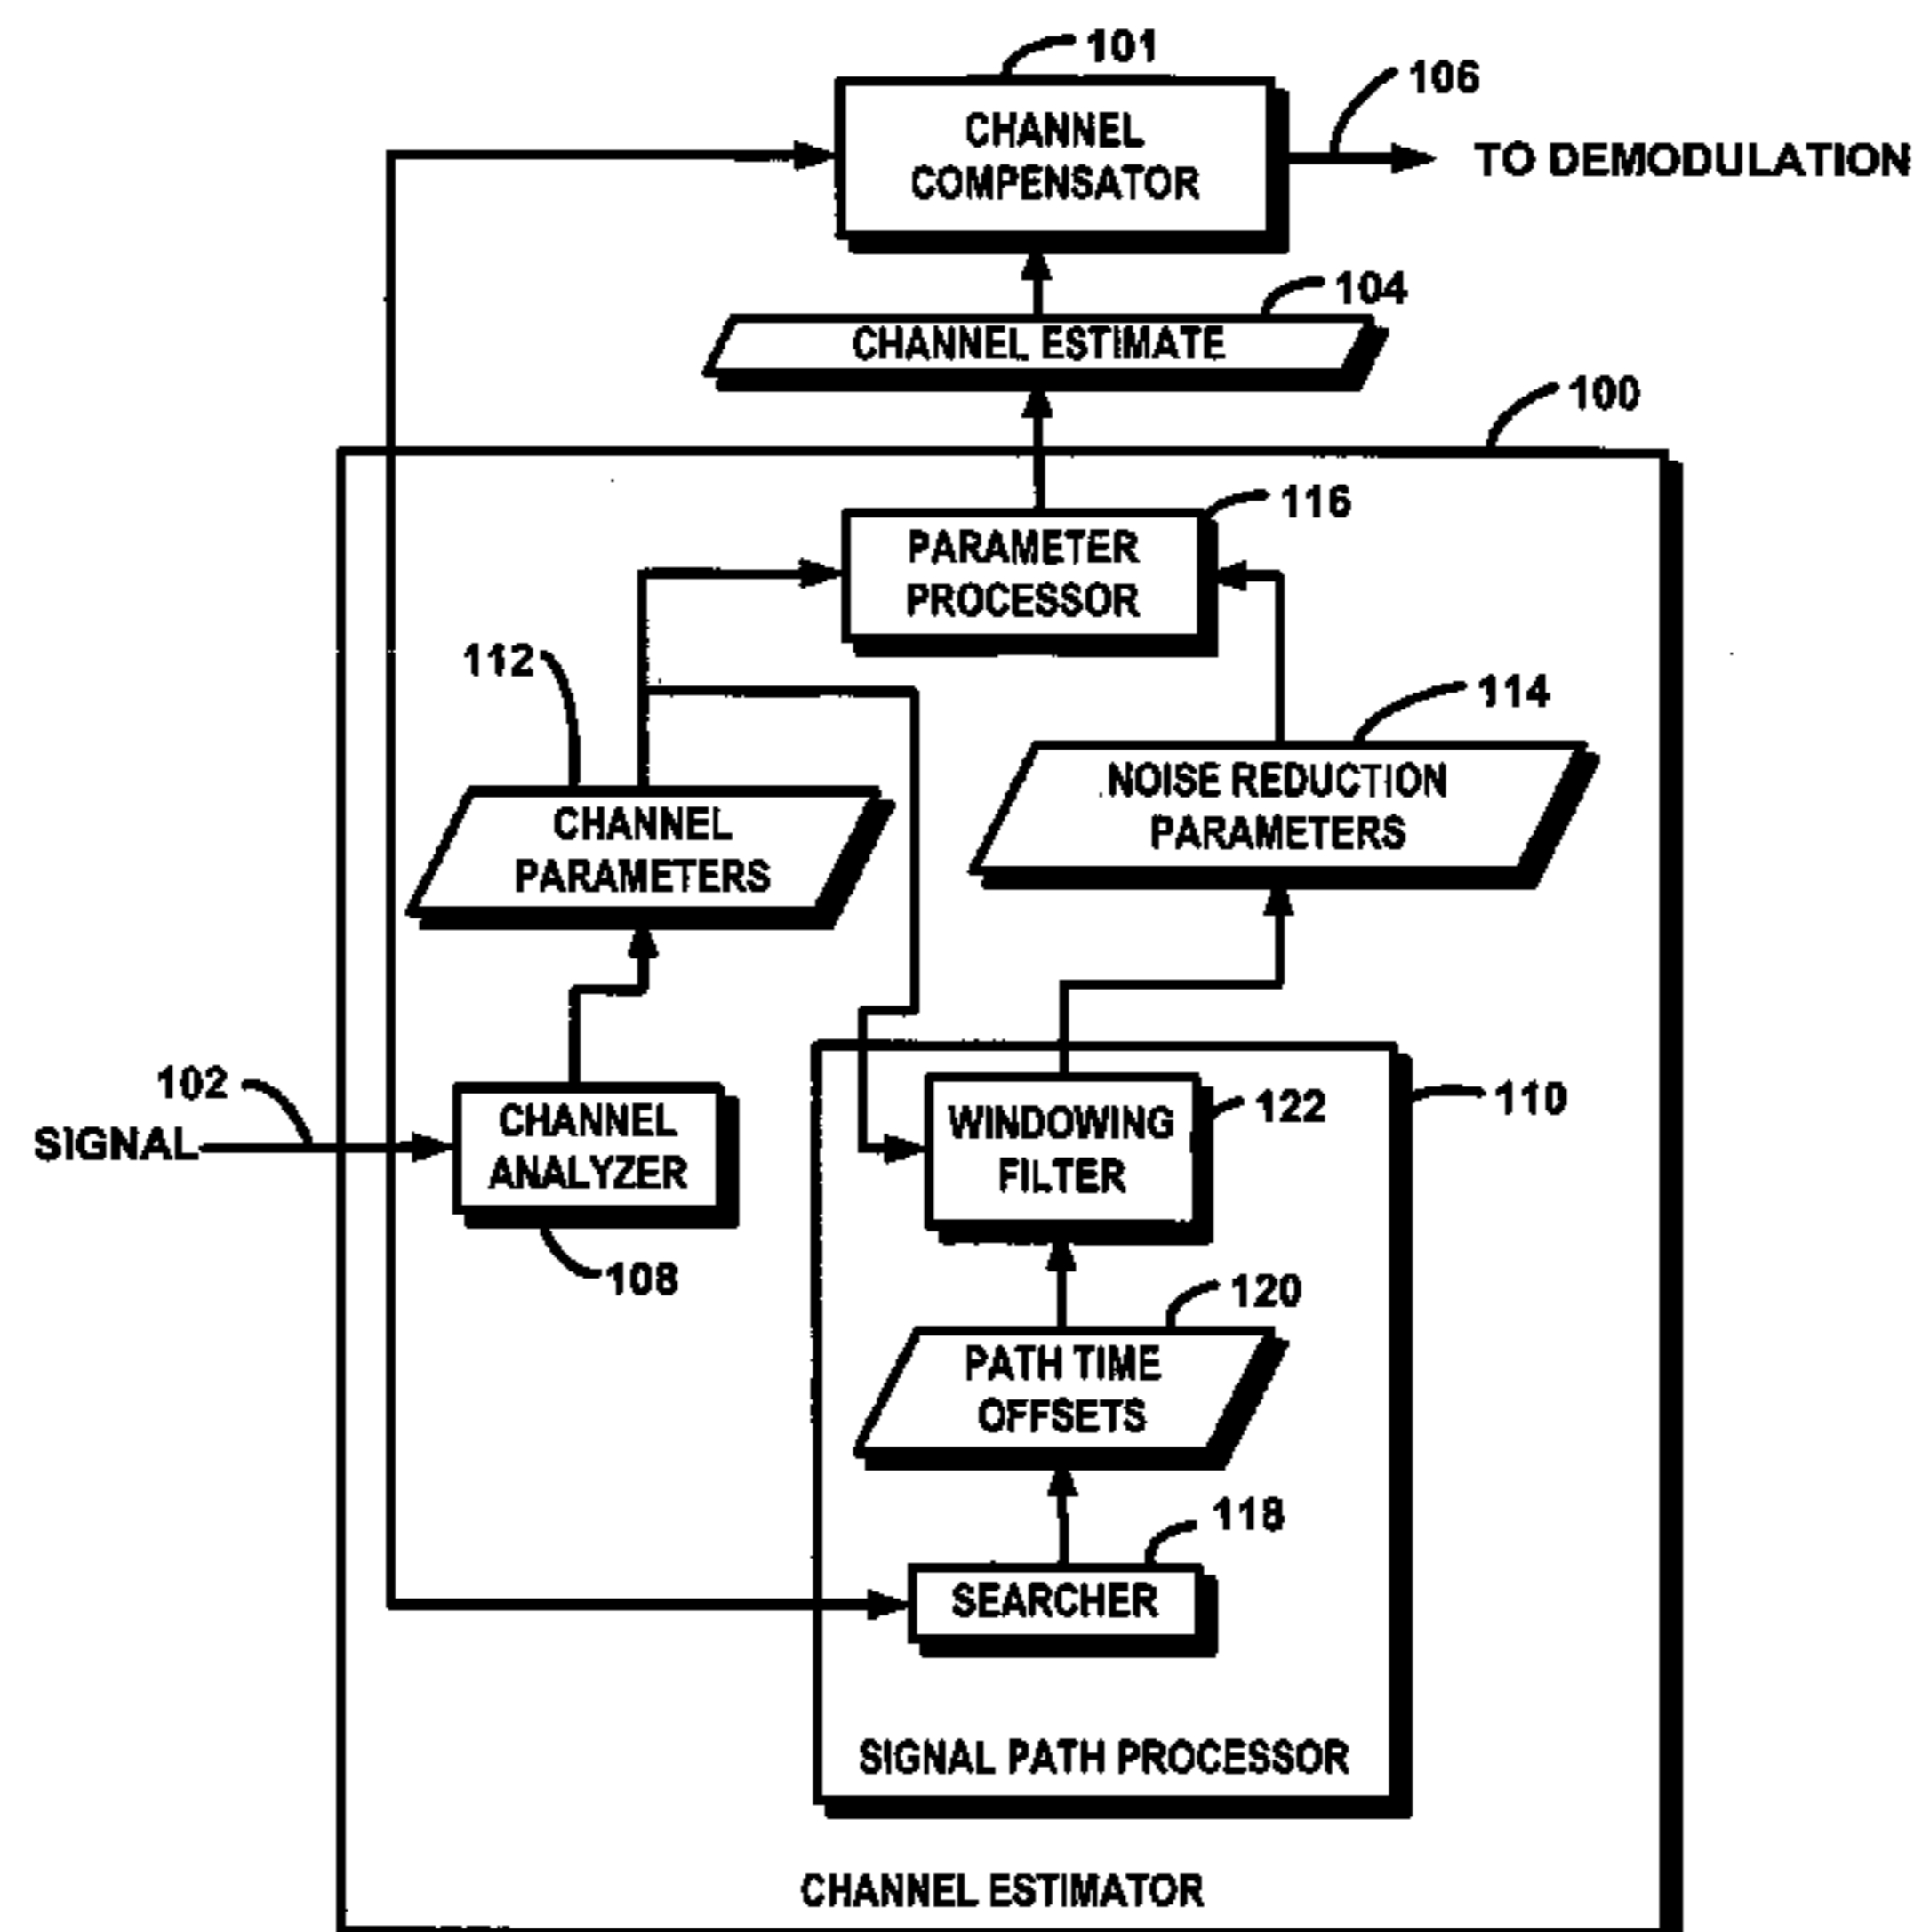 101
106
CHANNEL
COMPENSATOR
TO DEMODULATION
104
CHANNEL ESTIMATE
100
116
PARAMETER
PROCESSOR
112
114
NOISE REDUCTION
PARAMETERS
CHANNEL
PARAMETERS
102
SIGNAL
CHANNEL
ANALYZER
108
110
122
WINDOWING
FILTER
120
PATH TIME
OFFSETS
118
SEARCHER
SIGNAL PATH PROCESSOR
CHANNEL ESTIMATOR